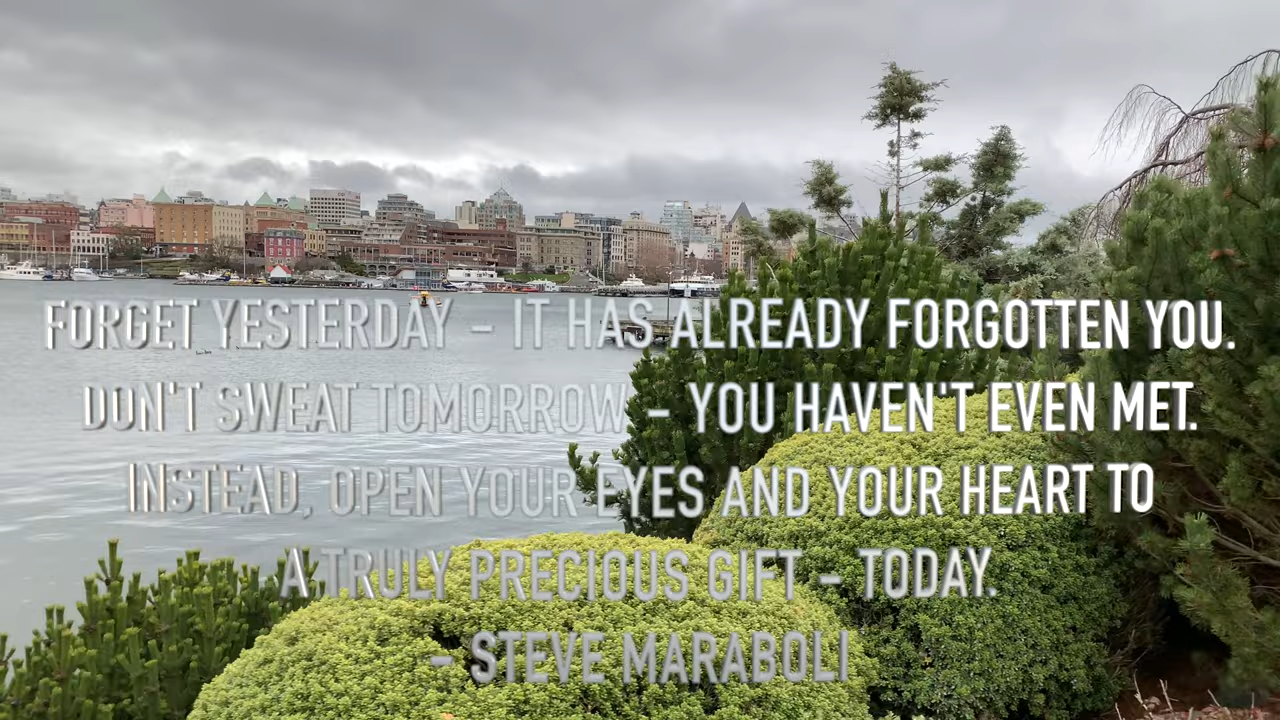 FORGET YESTERDAY – IT HAS ALREADY FORGOTTEN YOU.
DON'T SWEAT TOMORROW – YOU HAVEN'T EVEN MET.
INSTEAD, OPEN YOUR EYES AND YOUR HEART TO
A TRULY PRECIOUS GIFT – TODAY.
– STEVE MARABOLI